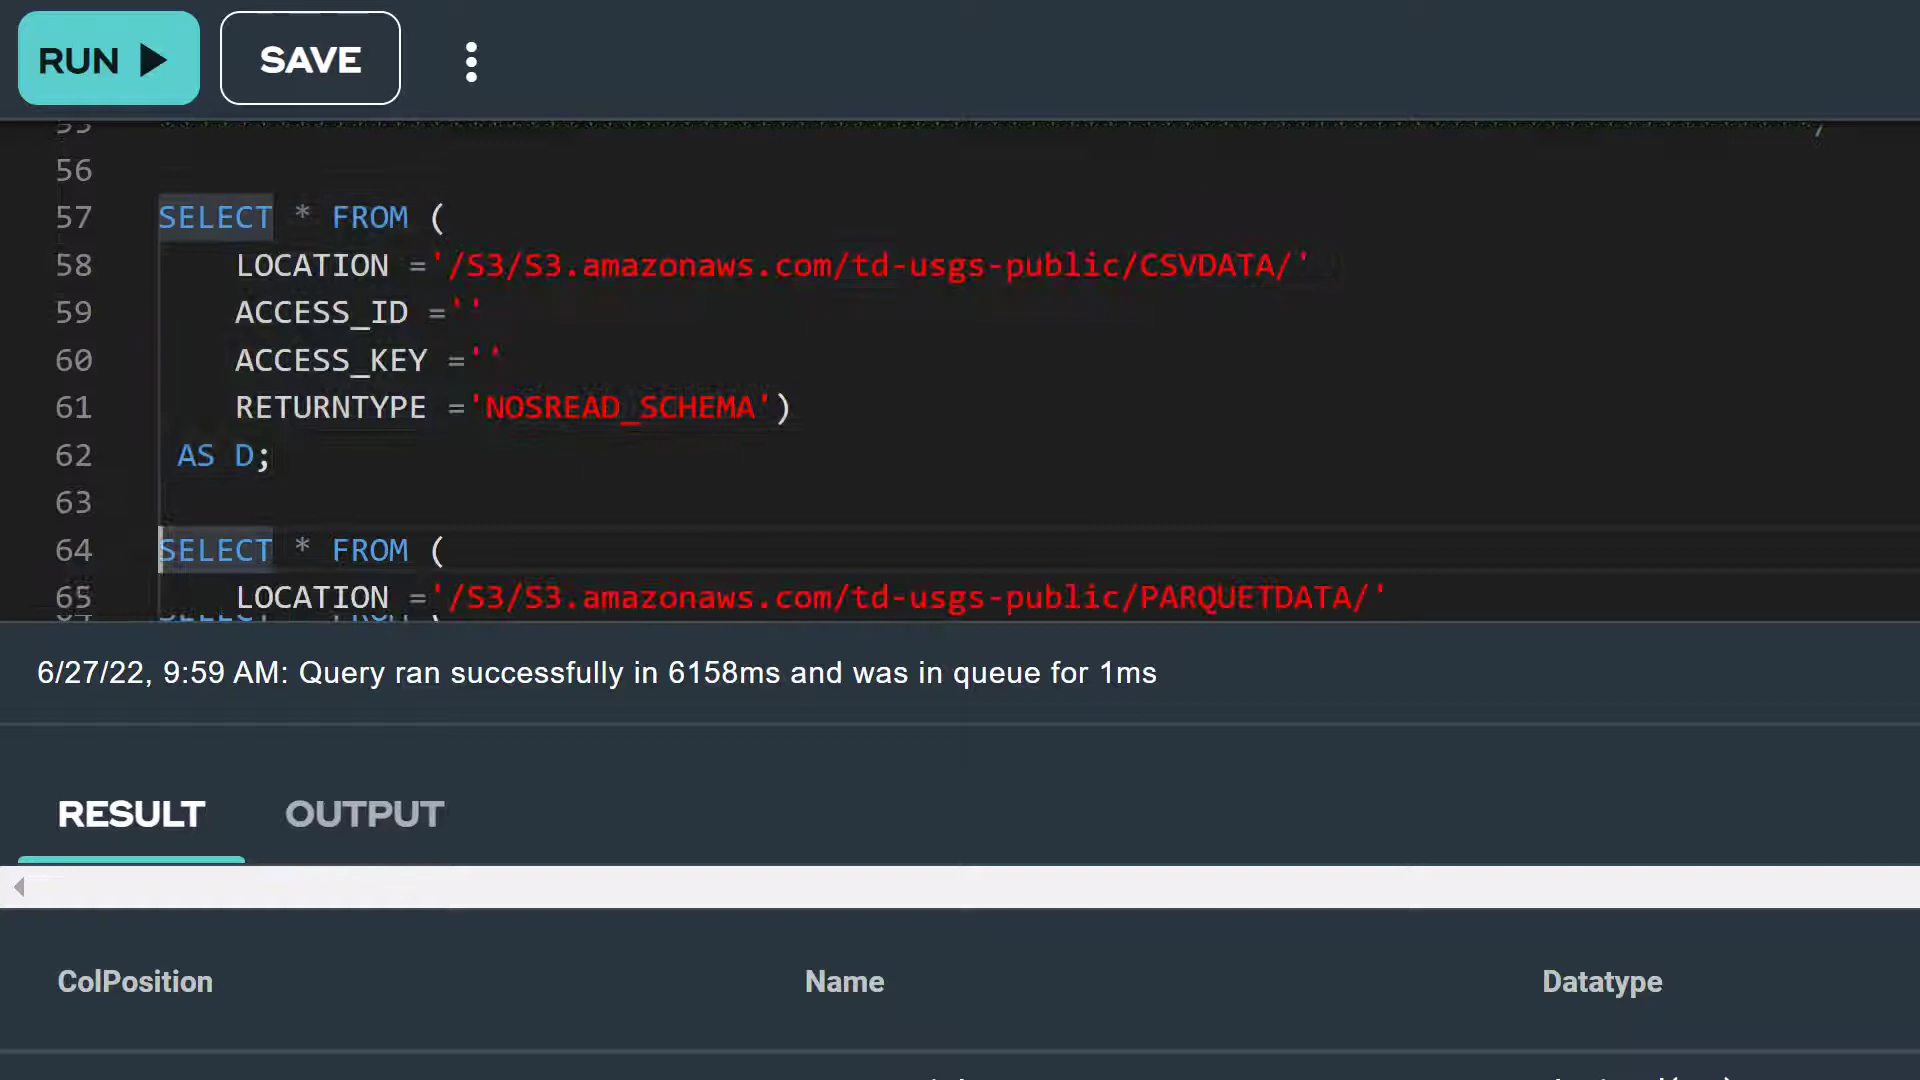 RUN SAVE
55
56
57 SELECT * FROM (
58 LOCATION ='/S3/S3.amazonaws.com/td-usgs-public/CSVDATA/'
59 ACCESS_ID =''
60 ACCESS_KEY =''
61 RETURNTYPE ='NOSREAD_SCHEMA')
62 AS D;
63
64 SELECT * FROM (
65 LOCATION ='/S3/S3.amazonaws.com/td-usgs-public/PARQUETDATA/'
6/27/22, 9:59 AM: Query ran successfully in 6158ms and was in queue for 1ms
RESULT OUTPUT
ColPosition Name Datatype